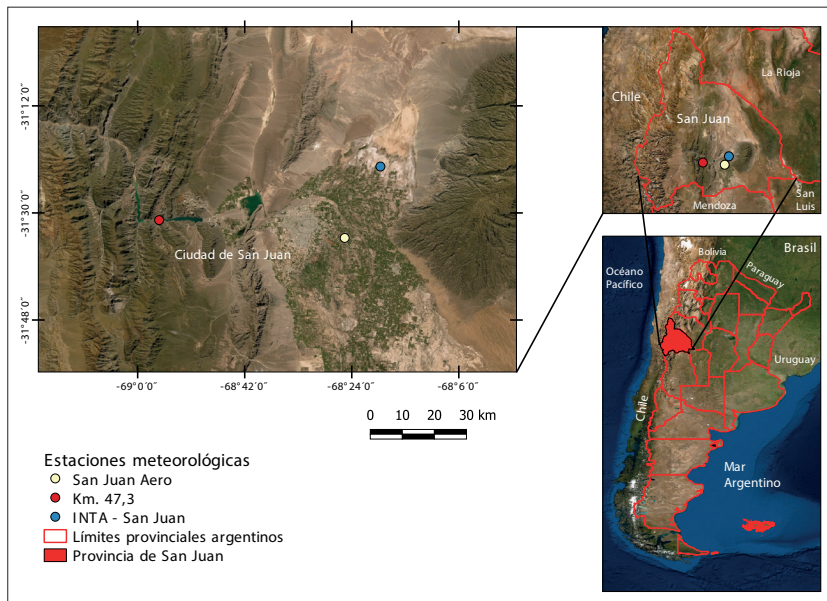 -31°12´0˝
-31°30´0˝
-31°48´0˝
Ciudad de San Juan
-69°0´0˝
-68°42´0˝
-68°24´0˝
-68°6´0˝
0 10 20 30 km
Estaciones meteorológicas
San Juan Aero
Km. 47,3
INTA - San Juan
Límites provinciales argentinos
Provincia de San Juan
La Rioja
Chile
San Juan
Mendoza
San
Luis
Brasil
Bolivia
Océano
Pacífico
Paraguay
Uruguay
Chile
Mar
Argentino